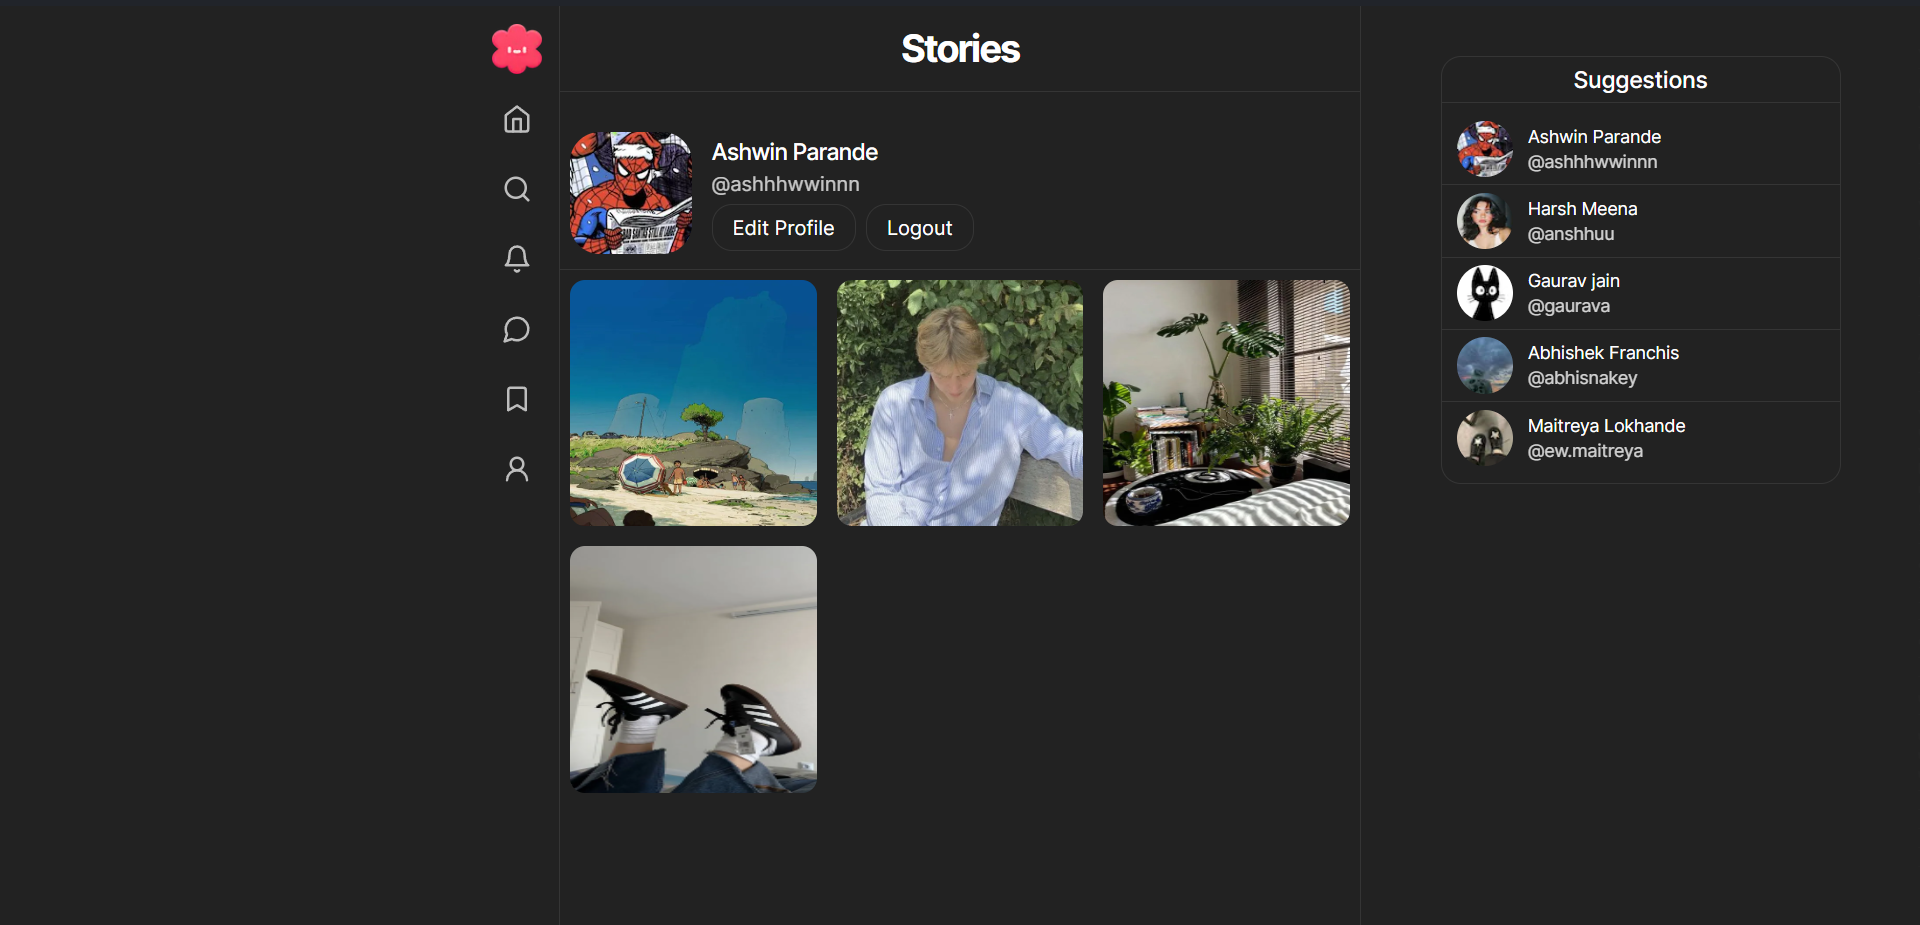 Stories
Ashwin Parande
@ashhhwwinnn
Edit Profile
Logout
Suggestions
Ashwin Parande
@ashhhwwinnn
Harsh Meena
@anshhuu
Gaurav jain
@gaurava
Abhishek Franchis
@abhisnakey
Maitreya Lokhande
@ew.maitreya